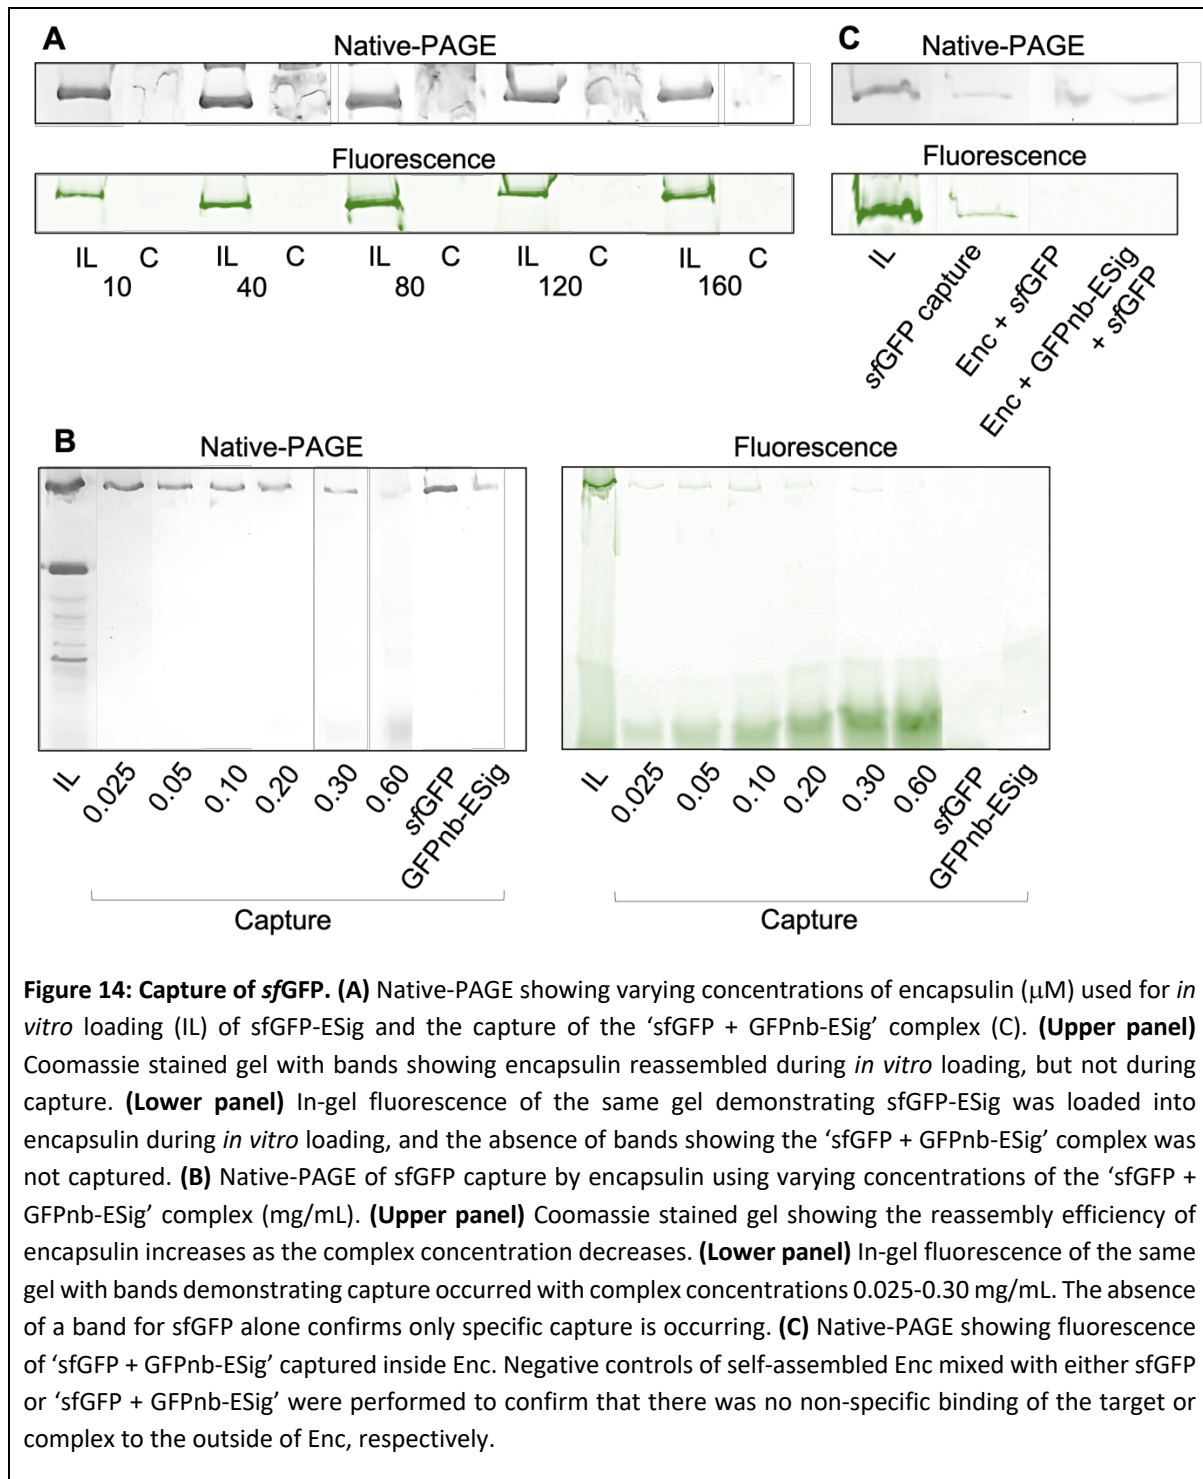 A
Native-PAGE
Fluorescence
IL C IL C IL C IL C IL C
10 40 80 120 160
C
Native-PAGE
Fluorescence
IL
sfGFP capture
Enc + sfGFP
Enc + GFPnb-ESig
+ sfGFP
B
Native-PAGE
IL
0.025
0.05
0.10
0.20
0.30
0.60
sfGFP
GFPnb-ESig
Capture
Fluorescence
IL
0.025
0.05
0.10
0.20
0.30
0.60
sfGFP
GFPnb-ESig
Capture
Figure 14: Capture of sfGFP. (A) Native-PAGE showing varying concentrations of encapsulin (μM) used for in
vitro loading (IL) of sfGFP-ESig and the capture of the ‘sfGFP + GFPnb-ESig’ complex (C). (Upper panel)
Coomassie stained gel with bands showing encapsulin reassembled during in vitro loading, but not during
capture. (Lower panel) In-gel fluorescence of the same gel demonstrating sfGFP-ESig was loaded into
encapsulin during in vitro loading, and the absence of bands showing the ‘sfGFP + GFPnb-ESig’ complex was
not captured. (B) Native-PAGE of sfGFP capture by encapsulin using varying concentrations of the ‘sfGFP +
GFPnb-ESig’ complex (mg/mL). (Upper panel) Coomassie stained gel showing the reassembly efficiency of
encapsulin increases as the complex concentration decreases. (Lower panel) In-gel fluorescence of the same
gel with bands demonstrating capture occurred with complex concentrations 0.025-0.30 mg/mL. The absence
of a band for sfGFP alone confirms only specific capture is occurring. (C) Native-PAGE showing fluorescence
of ‘sfGFP + GFPnb-ESig’ captured inside Enc. Negative controls of self-assembled Enc mixed with either sfGFP
or ‘sfGFP + GFPnb-ESig’ were performed to confirm that there was no non-specific binding of the target or
complex to the outside of Enc, respectively.